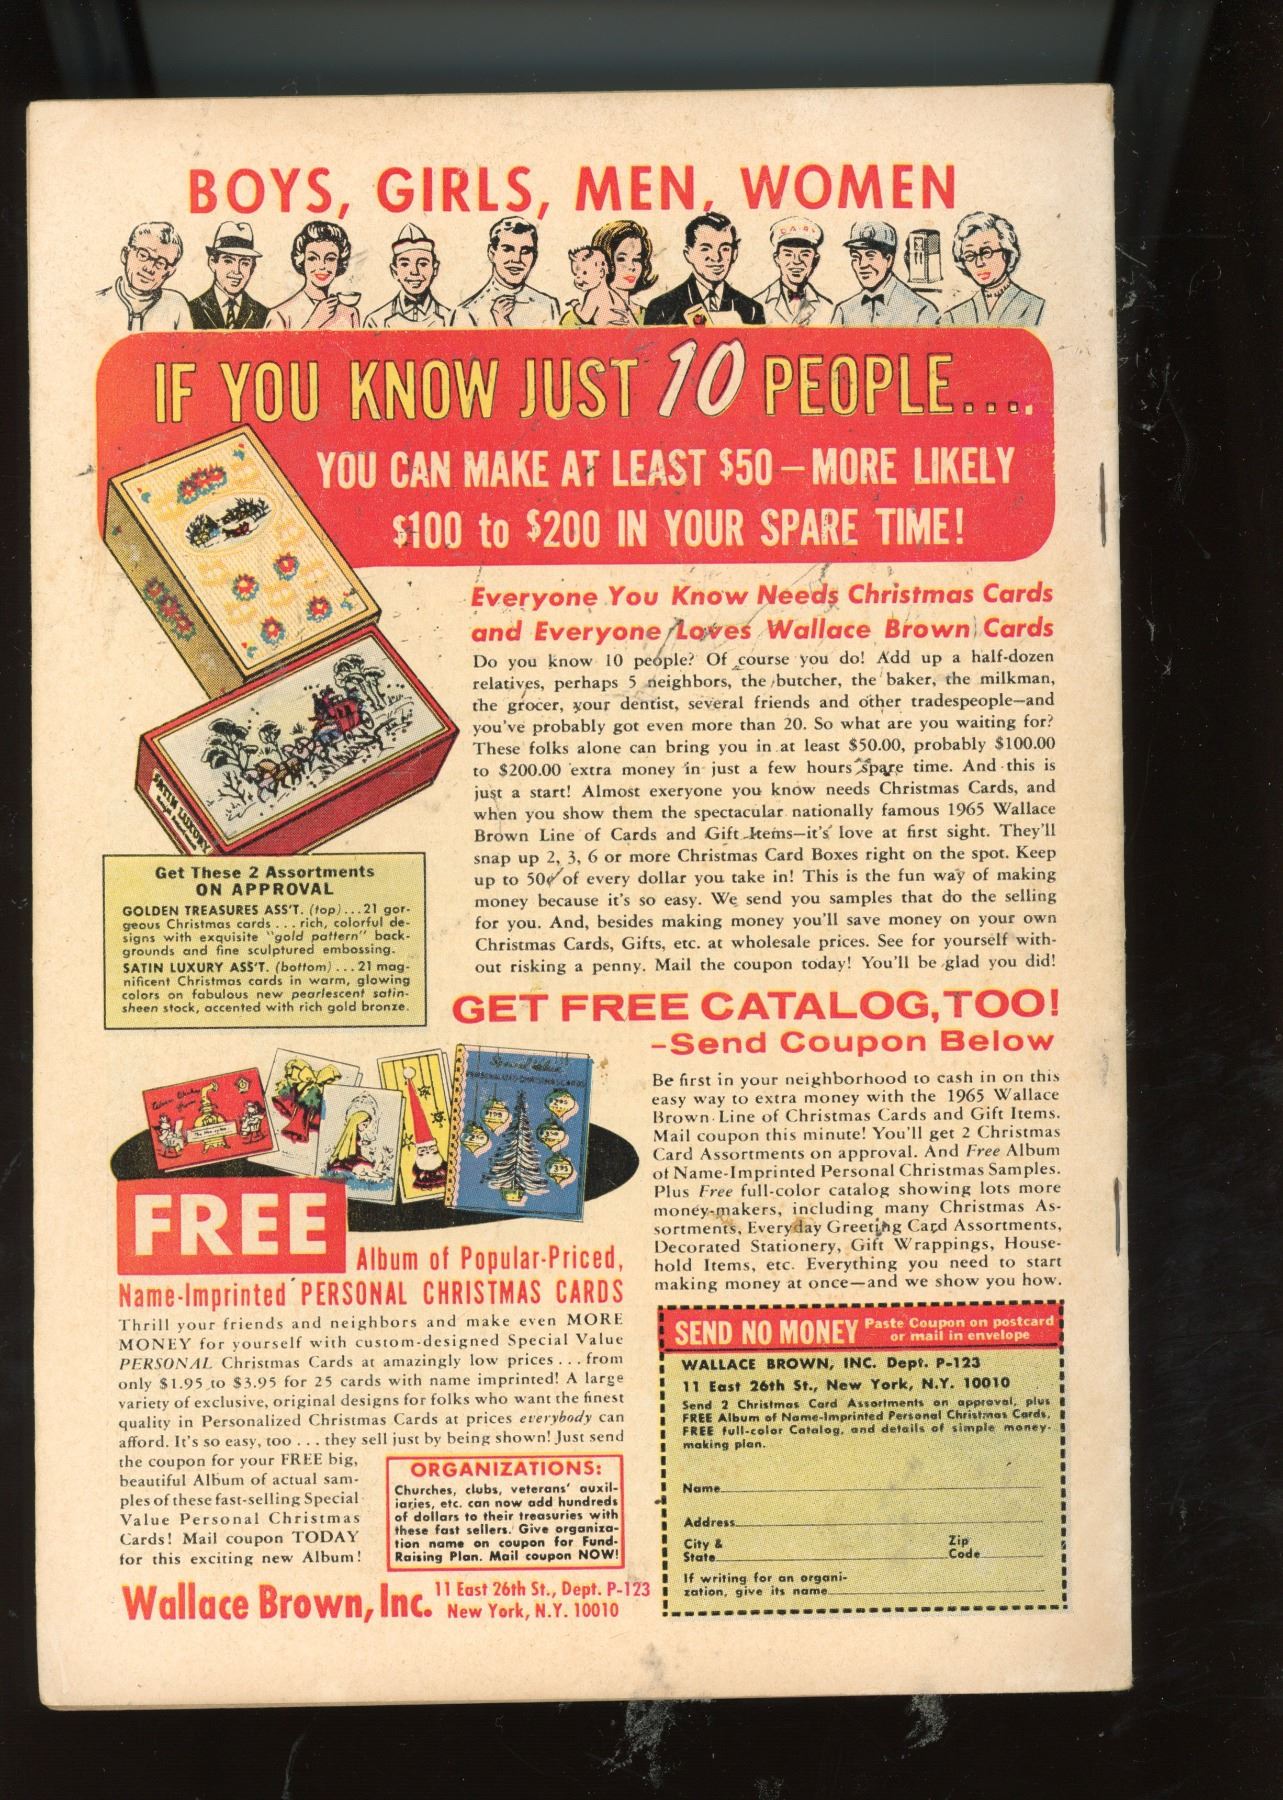 BOYS, GIRLS, MEN, WOMEN
IF YOU KNOW JUST 10 PEOPLE....
YOU CAN MAKE AT LEAST $50 – MORE LIKELY
$100 to $200 IN YOUR SPARE TIME!
SATIN LUXURY
Everyone You Know Needs Christmas Cards
and Everyone Loves Wallace Brown Cards
Do you know 10 people? Of course you do! Add up a half-dozen
relatives, perhaps 5 neighbors, the butcher, the baker, the milkman,
the grocer, your dentist, several friends and other tradespeople—and
you've probably got even more than 20. So what are you waiting for?
These folks alone can bring you in at least $50.00, probably $100.00
to $200.00 extra money in just a few hours spare time. And this is
just a start! Almost exeryone you know needs Christmas Cards, and
when you show them the spectacular nationally famous 1965 Wallace
Brown Line of Cards and Gift Items—it's love at first sight. They'll
snap up 2, 3, 6 or more Christmas Card Boxes right on the spot. Keep
up to 50¢ of every dollar you take in! This is the fun way of making
money because it's so easy. We send you samples that do the selling
for you. And, besides making money you'll save money on your own
Christmas Cards, Gifts, etc. at wholesale prices. See for yourself with-
out risking a penny. Mail the coupon today! You'll be glad you did!
Get These 2 Assortments
ON APPROVAL
GOLDEN TREASURES ASS'T. (top)...21 gor-
geous Christmas cards...rich, colorful de-
signs with exquisite "gold pattern" back-
grounds and fine sculptured embossing.
SATIN LUXURY ASS'T. (bottom)...21 mag-
nificent Christmas cards in warm, glowing
colors on fabulous new pearlescent satin-
sheen stock, accented with rich gold bronze.
GET FREE CATALOG, TOO!
–Send Coupon Below
Be first in your neighborhood to cash in on this
easy way to extra money with the 1965 Wallace
Brown Line of Christmas Cards and Gift Items.
Mail coupon this minute! You'll get 2 Christmas
Card Assortments on approval. And Free Album
of Name-Imprinted Personal Christmas Samples.
Plus Free full-color catalog showing lots more
money-makers, including many Christmas As-
sortments, Everyday Greeting Card Assortments,
Decorated Stationery, Gift Wrappings, House-
hold Items, etc. Everything you need to start
making money at once—and we show you how.
Special Value
PERSONALIZED CHRISTMAS CARDS
FREE
Album of Popular-Priced,
Name-Imprinted PERSONAL CHRISTMAS CARDS
Thrill your friends and neighbors and make even MORE
MONEY for yourself with custom-designed Special Value
PERSONAL Christmas Cards at amazingly low prices...from
only $1.95 to $3.95 for 25 cards with name imprinted! A large
variety of exclusive, original designs for folks who want the finest
quality in Personalized Christmas Cards at prices everybody can
afford. It's so easy, too...they sell just by being shown! Just send
the coupon for your FREE big,
beautiful Album of actual sam-
ples of these fast-selling Special
Value Personal Christmas
Cards! Mail coupon TODAY
for this exciting new Album!
ORGANIZATIONS:
Churches, clubs, veterans' auxil-
iaries, etc. can now add hundreds
of dollars to their treasuries with
these fast sellers. Give organiza-
tion name on coupon for Fund-
Raising Plan. Mail coupon NOW!
Wallace Brown, Inc. 11 East 26th St., Dept. P-123
New York, N.Y. 10010
SEND NO MONEY Paste Coupon on postcard
or mail in envelope
WALLACE BROWN, INC. Dept. P-123
11 East 26th St., New York, N.Y. 10010
Send 2 Christmas Card Assortments on approval, plus
FREE Album of Name-Imprinted Personal Christmas Cards,
FREE full-color Catalog, and details of simple money-
making plan.
Name
Address
City &
State
Zip
Code
If writing for an organi-
zation, give its name